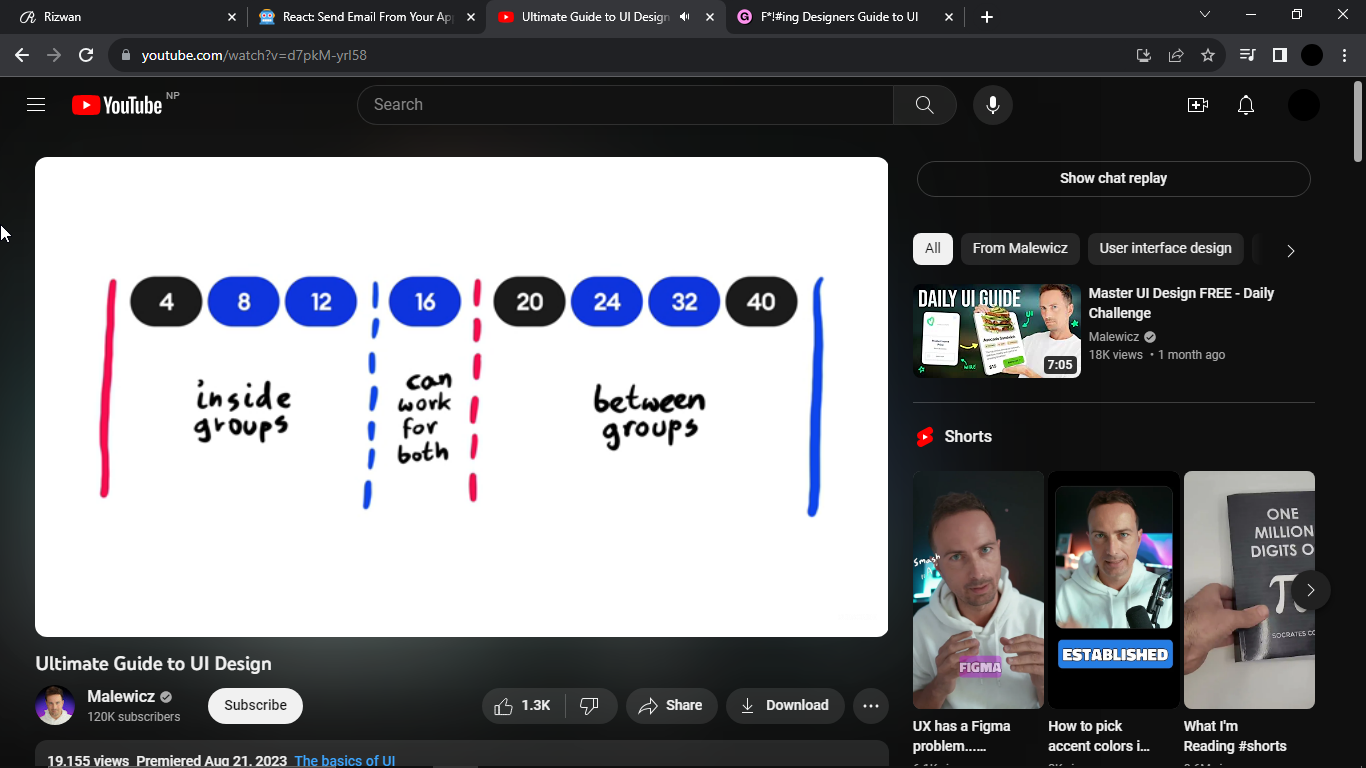 Rizwan
React: Send Email From Your Ap
Ultimate Guide to UI Design
F*!#ing Designers Guide to UI
youtube.com/watch?v=d7pkM-yrI58
YouTube NP
Search
Show chat replay
All
From Malewicz
User interface design
4 8 12 16 20 24 32 40
inside
groups
can
work
for
both
between
groups
DAILY UI GUIDE
UI
7:05
Master UI Design FREE - Daily
Challenge
Malewicz
18K views • 1 month ago
Shorts
Smash
FIGMA
ESTABLISHED
ONE
MILLION
DIGITS O
π
SOCRATES
UX has a Figma
problem.....
How to pick
accent colors i...
What I'm
Reading #shorts
Ultimate Guide to UI Design
Malewicz
120K subscribers
Subscribe
1.3K
Share
Download
19,155 views Premiered Aug 21, 2023 The basics of UI